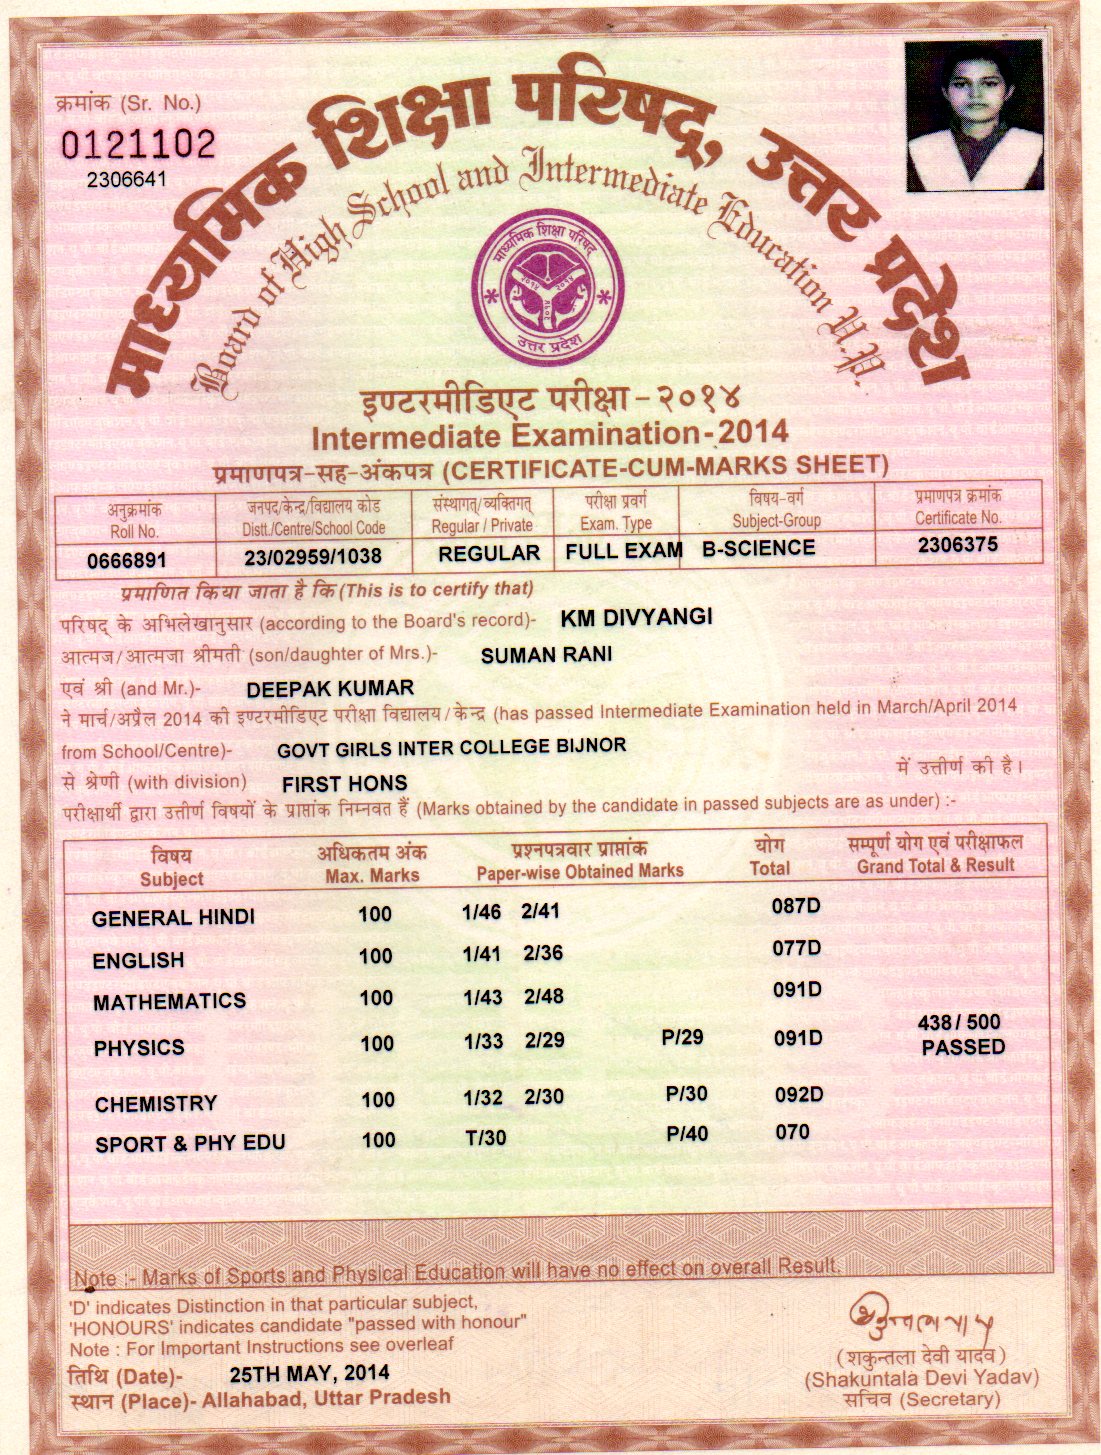 क्रमांक (Sr. No.)
0121102
2306641
माध्यमिक शिक्षा परिषद्, उत्तर प्रदेश
Board of High School and Intermediate Education U.P.
माध्यमिक शिक्षा परिषद्
उत्तर प्रदेश
इण्टरमीडिएट परीक्षा - २०१४
Intermediate Examination-2014
प्रमाणपत्र-सह-अंकपत्र (CERTIFICATE-CUM-MARKS SHEET)
अनुक्रमांक जनपद/केन्द्र/विद्यालय कोड संस्थागत/व्यक्तिगत् परीक्षा प्रवर्ग विषय-वर्ग प्रमाणपत्र क्रमांक
Roll No. Distt./Centre/School Code Regular / Private Exam. Type Subject-Group Certificate No.
0666891 23/02959/1038 REGULAR FULL EXAM B-SCIENCE 2306375
प्रमाणित किया जाता है कि (This is to certify that)
परिषद् के अभिलेखानुसार (according to the Board's record)- KM DIVYANGI
आत्मज/आत्मजा श्रीमती (son/daughter of Mrs.)- SUMAN RANI
एवं श्री (and Mr.)- DEEPAK KUMAR
ने मार्च/अप्रैल 2014 की इण्टरमीडिएट परीक्षा विद्यालय/केन्द्र (has passed Intermediate Examination held in March/April 2014
from School/Centre)- GOVT GIRLS INTER COLLEGE BIJNOR
से श्रेणी (with division) FIRST HONS में उत्तीर्ण की है।
परीक्षार्थी द्वारा उत्तीर्ण विषयों के प्राप्तांक निम्नवत हैं (Marks obtained by the candidate in passed subjects are as under) :-
विषय अधिकतम अंक प्रश्नपत्रवार प्राप्तांक योग सम्पूर्ण योग एवं परीक्षाफल
Subject Max. Marks Paper-wise Obtained Marks Total Grand Total & Result
GENERAL HINDI 100 1/46 2/41 087D
ENGLISH 100 1/41 2/36 077D
MATHEMATICS 100 1/43 2/48 091D
PHYSICS 100 1/33 2/29 P/29 091D 438/ 500
PASSED
CHEMISTRY 100 1/32 2/30 P/30 092D
SPORT & PHY EDU 100 T/30 P/40 070
Note :- Marks of Sports and Physical Education will have no effect on overall Result.
'D' indicates Distinction in that particular subject,
'HONOURS' indicates candidate "passed with honour"
Note : For Important Instructions see overleaf
तिथि (Date)- 25TH MAY, 2014
स्थान (Place)- Allahabad, Uttar Pradesh
(शकुन्तला देवी यादव)
(Shakuntala Devi Yadav)
सचिव (Secretary)